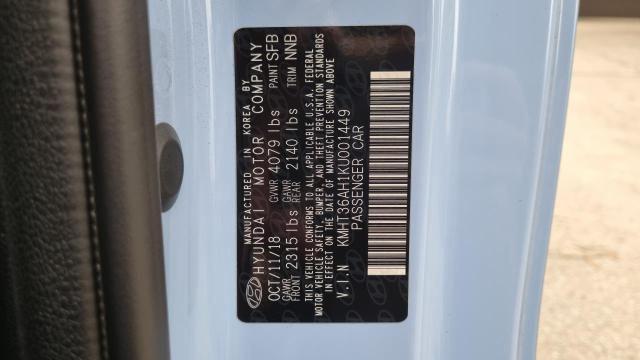 MANUFACTURED IN KOREA BY
HYUNDAI MOTOR COMPANY
OCT/11/18 GVWR 4079 lbs PAINT SFB
GAWR FRONT 2315 lbs GAWR REAR 2140 lbs TRIM NNB
THIS VEHICLE CONFORMS TO ALL APPLICABLE U.S.A. FEDERAL
MOTOR VEHICLE SAFETY, BUMPER, AND THEFT PREVENTION STANDARDS
IN EFFECT ON THE DATE OF MANUFACTURE SHOWN ABOVE
V.I.N KMHT36AH1KU001449
PASSENGER CAR